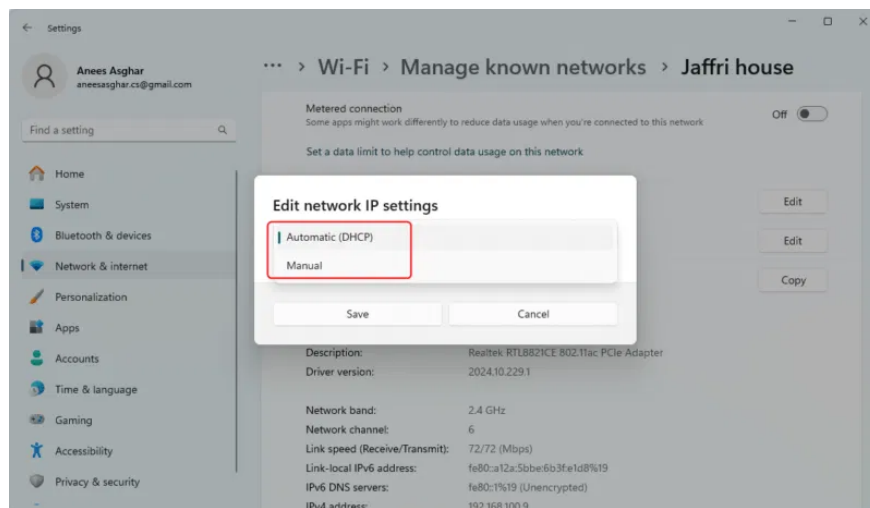 Settings
Anees Asghar
aneesasghar.cs@gmail.com
Find a setting
Home
System
Bluetooth & devices
Network & internet
Personalization
Apps
Accounts
Time & language
Gaming
Accessibility
Privacy & security
··· > Wi-Fi > Manage known networks > Jaffri house
Metered connection
Some apps might work differently to reduce data usage when you're connected to this network
Off
Set a data limit to help control data usage on this network
Edit
Edit
Copy
Edit network IP settings
Automatic (DHCP)
Manual
Save Cancel
Description: Realtek RTL8821CE 802.11ac PCIe Adapter
Driver version: 2024.10.229.1
Network band: 2.4 GHz
Network channel: 6
Link speed (Receive/Transmit): 72/72 (Mbps)
Link-local IPv6 address: fe80::a12a:5bbe:6b3f:e1d8%19
IPv6 DNS servers: fe80::1%19 (Unencrypted)
IPv4 address: 192.168.100.9